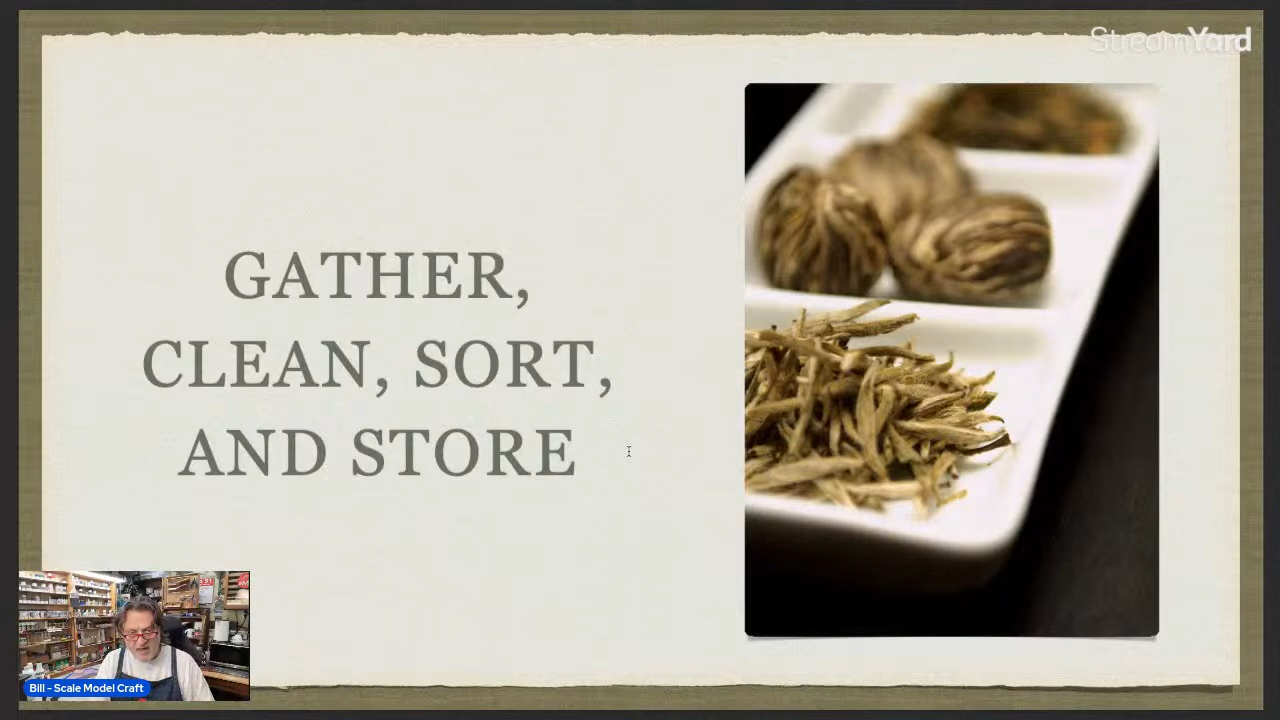 StreamYard
GATHER,
CLEAN, SORT,
AND STORE
Bill - Scale Model Craft